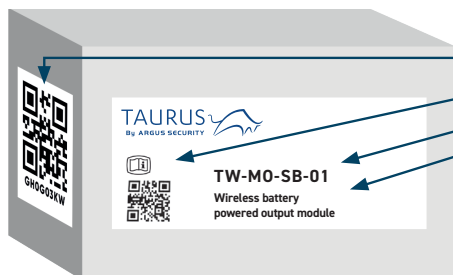 GH0G03KW
TAURUS
By ARGUS SECURITY
TW-MO-SB-01
Wireless battery
powered output module